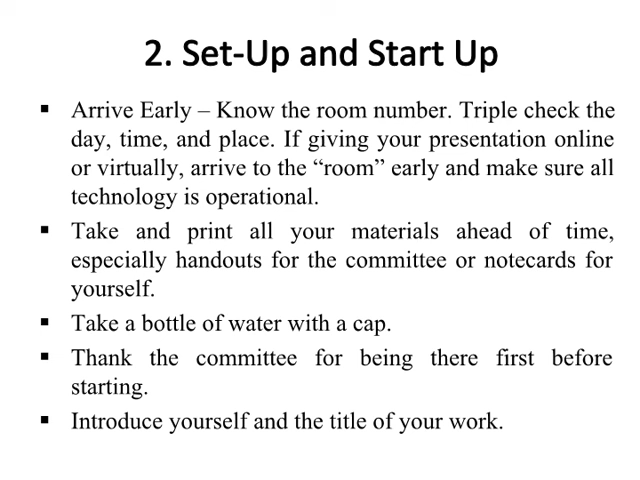 2. Set-Up and Start Up
▪ Arrive Early – Know the room number. Triple check the
day, time, and place. If giving your presentation online
or virtually, arrive to the “room” early and make sure all
technology is operational.
▪ Take and print all your materials ahead of time,
especially handouts for the committee or notecards for
yourself.
▪ Take a bottle of water with a cap.
▪ Thank the committee for being there first before
starting.
▪ Introduce yourself and the title of your work.